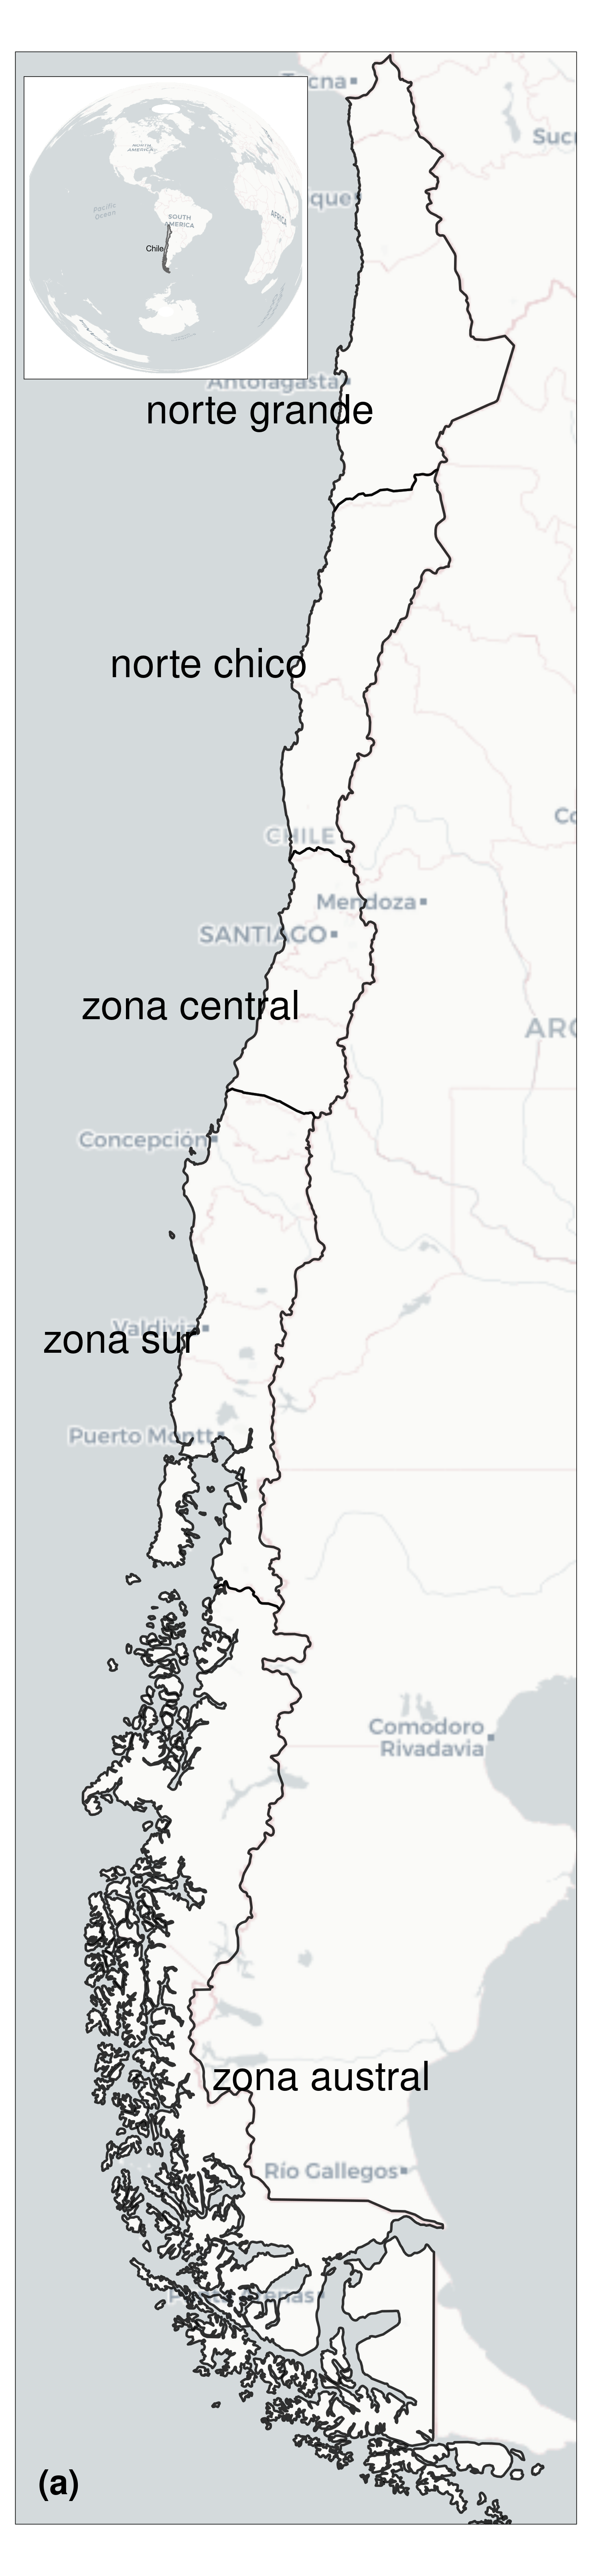 Tacna
Sucr
NORTH
AMERICA
Pacific
Ocean
SOUTH
AMERICA
AFRICA
Chile
ique
Antofagasta
norte grande
norte chico
CHILE
Co
Mendoza
SANTIAGO
zona central
ARG
Concepción
Valdivia
zona sur
Puerto Montt
Comodoro
Rivadavia
zona austral
Río Gallegos
Punta Arenas
(a)